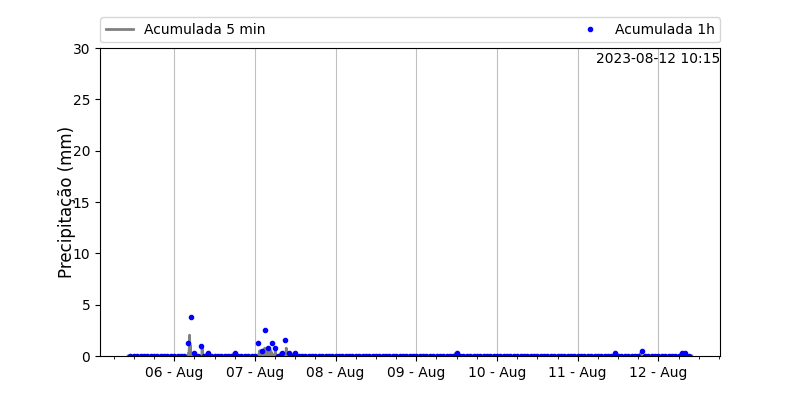 Acumulada 5 min
Acumulada 1h
2023-08-12 10:15
Precipitação (mm)
30
25
20
15
10
5
0
06 - Aug
07 - Aug
08 - Aug
09 - Aug
10 - Aug
11 - Aug
12 - Aug